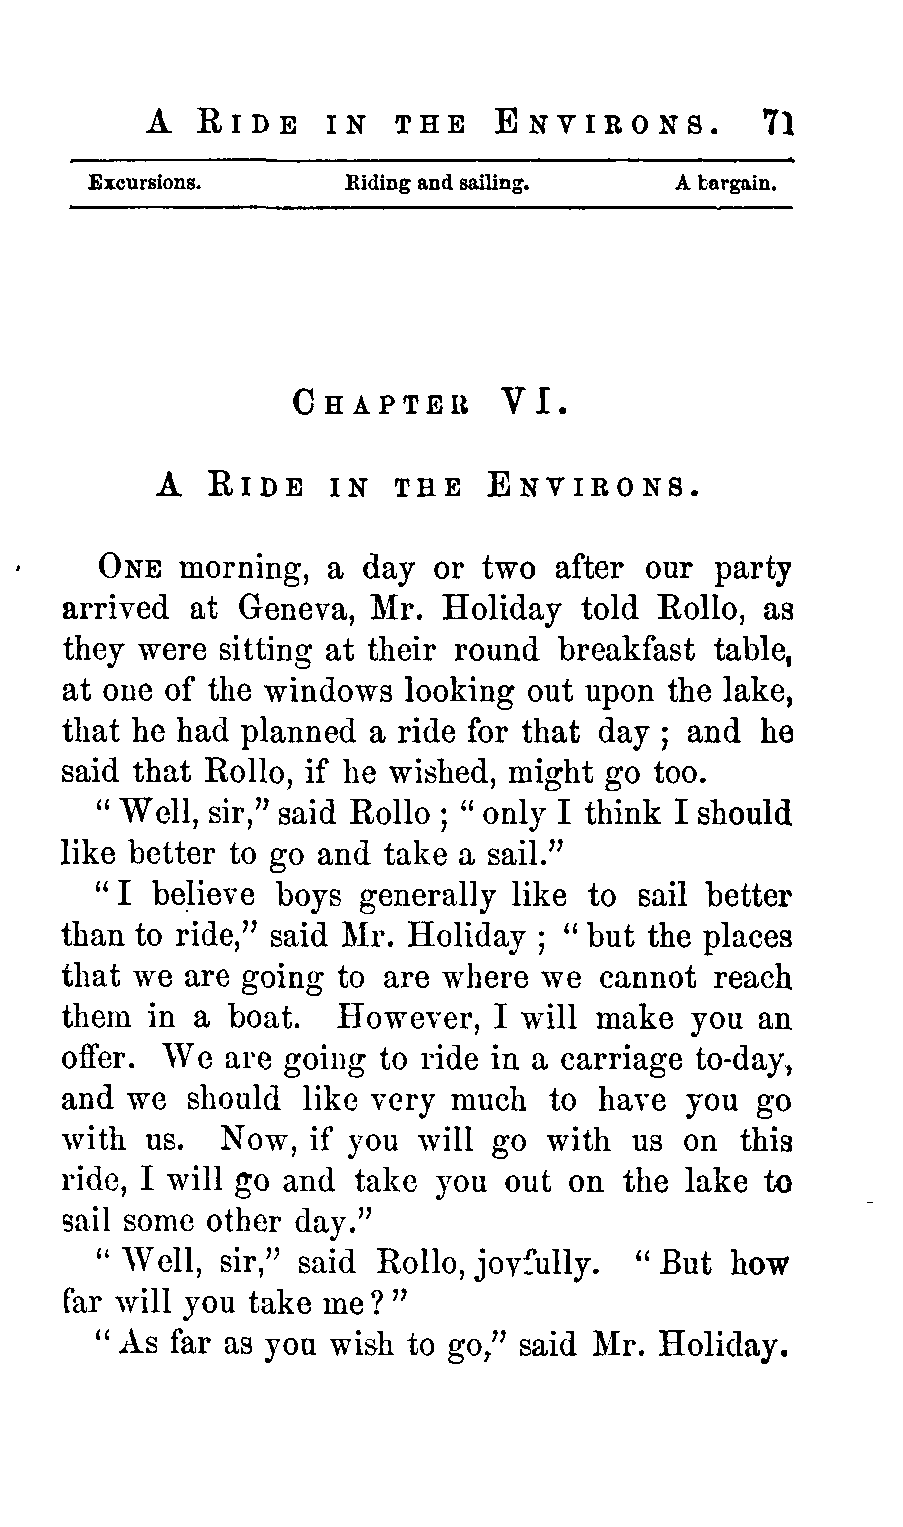 A RIDE IN THE ENVIRONS. 71
Excursions. Riding and sailing. A bargain.
CHAPTER VI.
A RIDE IN THE ENVIRONS.
ONE morning, a day or two after our party
arrived at Geneva, Mr. Holiday told Rollo, as
they were sitting at their round breakfast table,
at one of the windows looking out upon the lake,
that he had planned a ride for that day ; and he
said that Rollo, if he wished, might go too.
“ Well, sir,” said Rollo ; “ only I think I should
like better to go and take a sail.”
“ I believe boys generally like to sail better
than to ride,” said Mr. Holiday ; “ but the places
that we are going to are where we cannot reach
them in a boat. However, I will make you an
offer. We are going to ride in a carriage to-day,
and we should like very much to have you go
with us. Now, if you will go with us on this
ride, I will go and take you out on the lake to
sail some other day.”
“ Well, sir,” said Rollo, joyfully. “ But how
far will you take me ? ”
“ As far as you wish to go,” said Mr. Holiday.